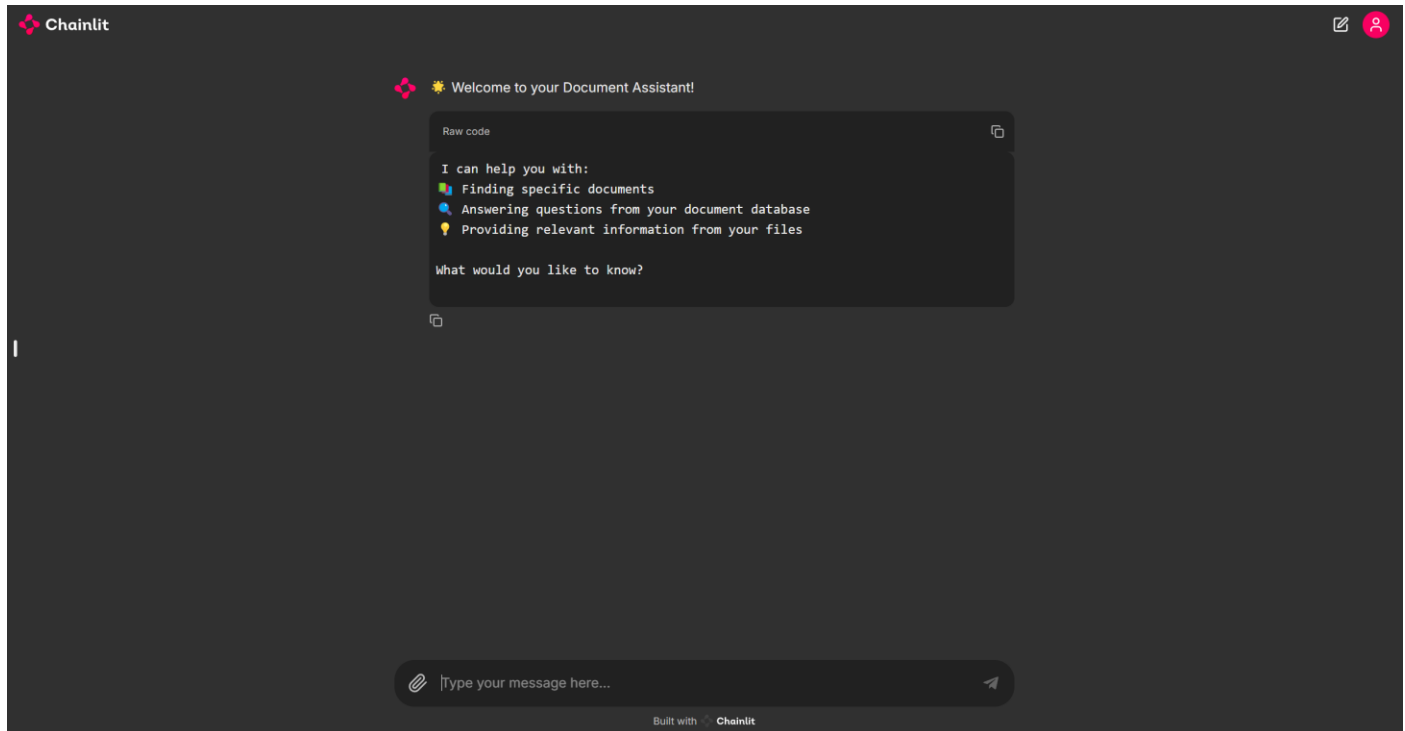 Chainlit
🌟 Welcome to your Document Assistant!
Raw code
I can help you with:
📚 Finding specific documents
🔍 Answering questions from your document database
💡 Providing relevant information from your files
What would you like to know?
Type your message here...
Built with Chainlit